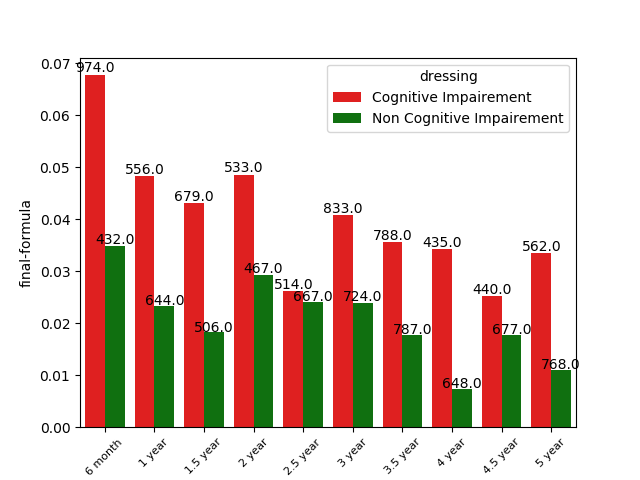 dressing
Cognitive Impairement
Non Cognitive Impairement
final-formula
0.07
0.06
0.05
0.04
0.03
0.02
0.01
0.00
974.0
432.0
556.0
644.0
679.0
506.0
533.0
467.0
514.0
667.0
833.0
724.0
788.0
787.0
435.0
648.0
440.0
677.0
562.0
768.0
6 month
1 year
1.5 year
2 year
2.5 year
3 year
3.5 year
4 year
4.5 year
5 year